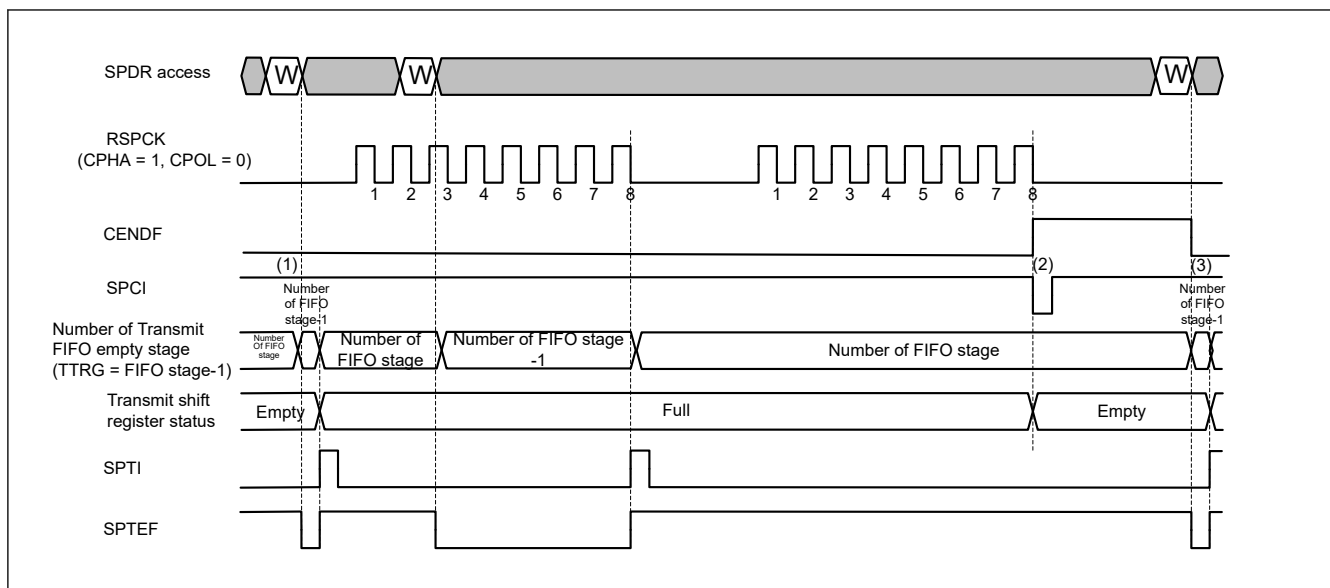 SPDR access
W
W
W
RSPCK
(CPHA = 1, CPOL = 0)
1 2 3 4 5 6 7 8
1 2 3 4 5 6 7 8
CENDF
(1)
(2)
(3)
SPCI
Number
of FIFO
stage-1
Number
of FIFO
stage-1
Number of Transmit
FIFO empty stage
(TTRG = FIFO stage-1)
Number
Of FIFO
stage
Number of
FIFO stage
Number of FIFO stage
-1
Number of FIFO stage
Transmit shift
register status
Empty
Full
Empty
SPTI
SPTEF